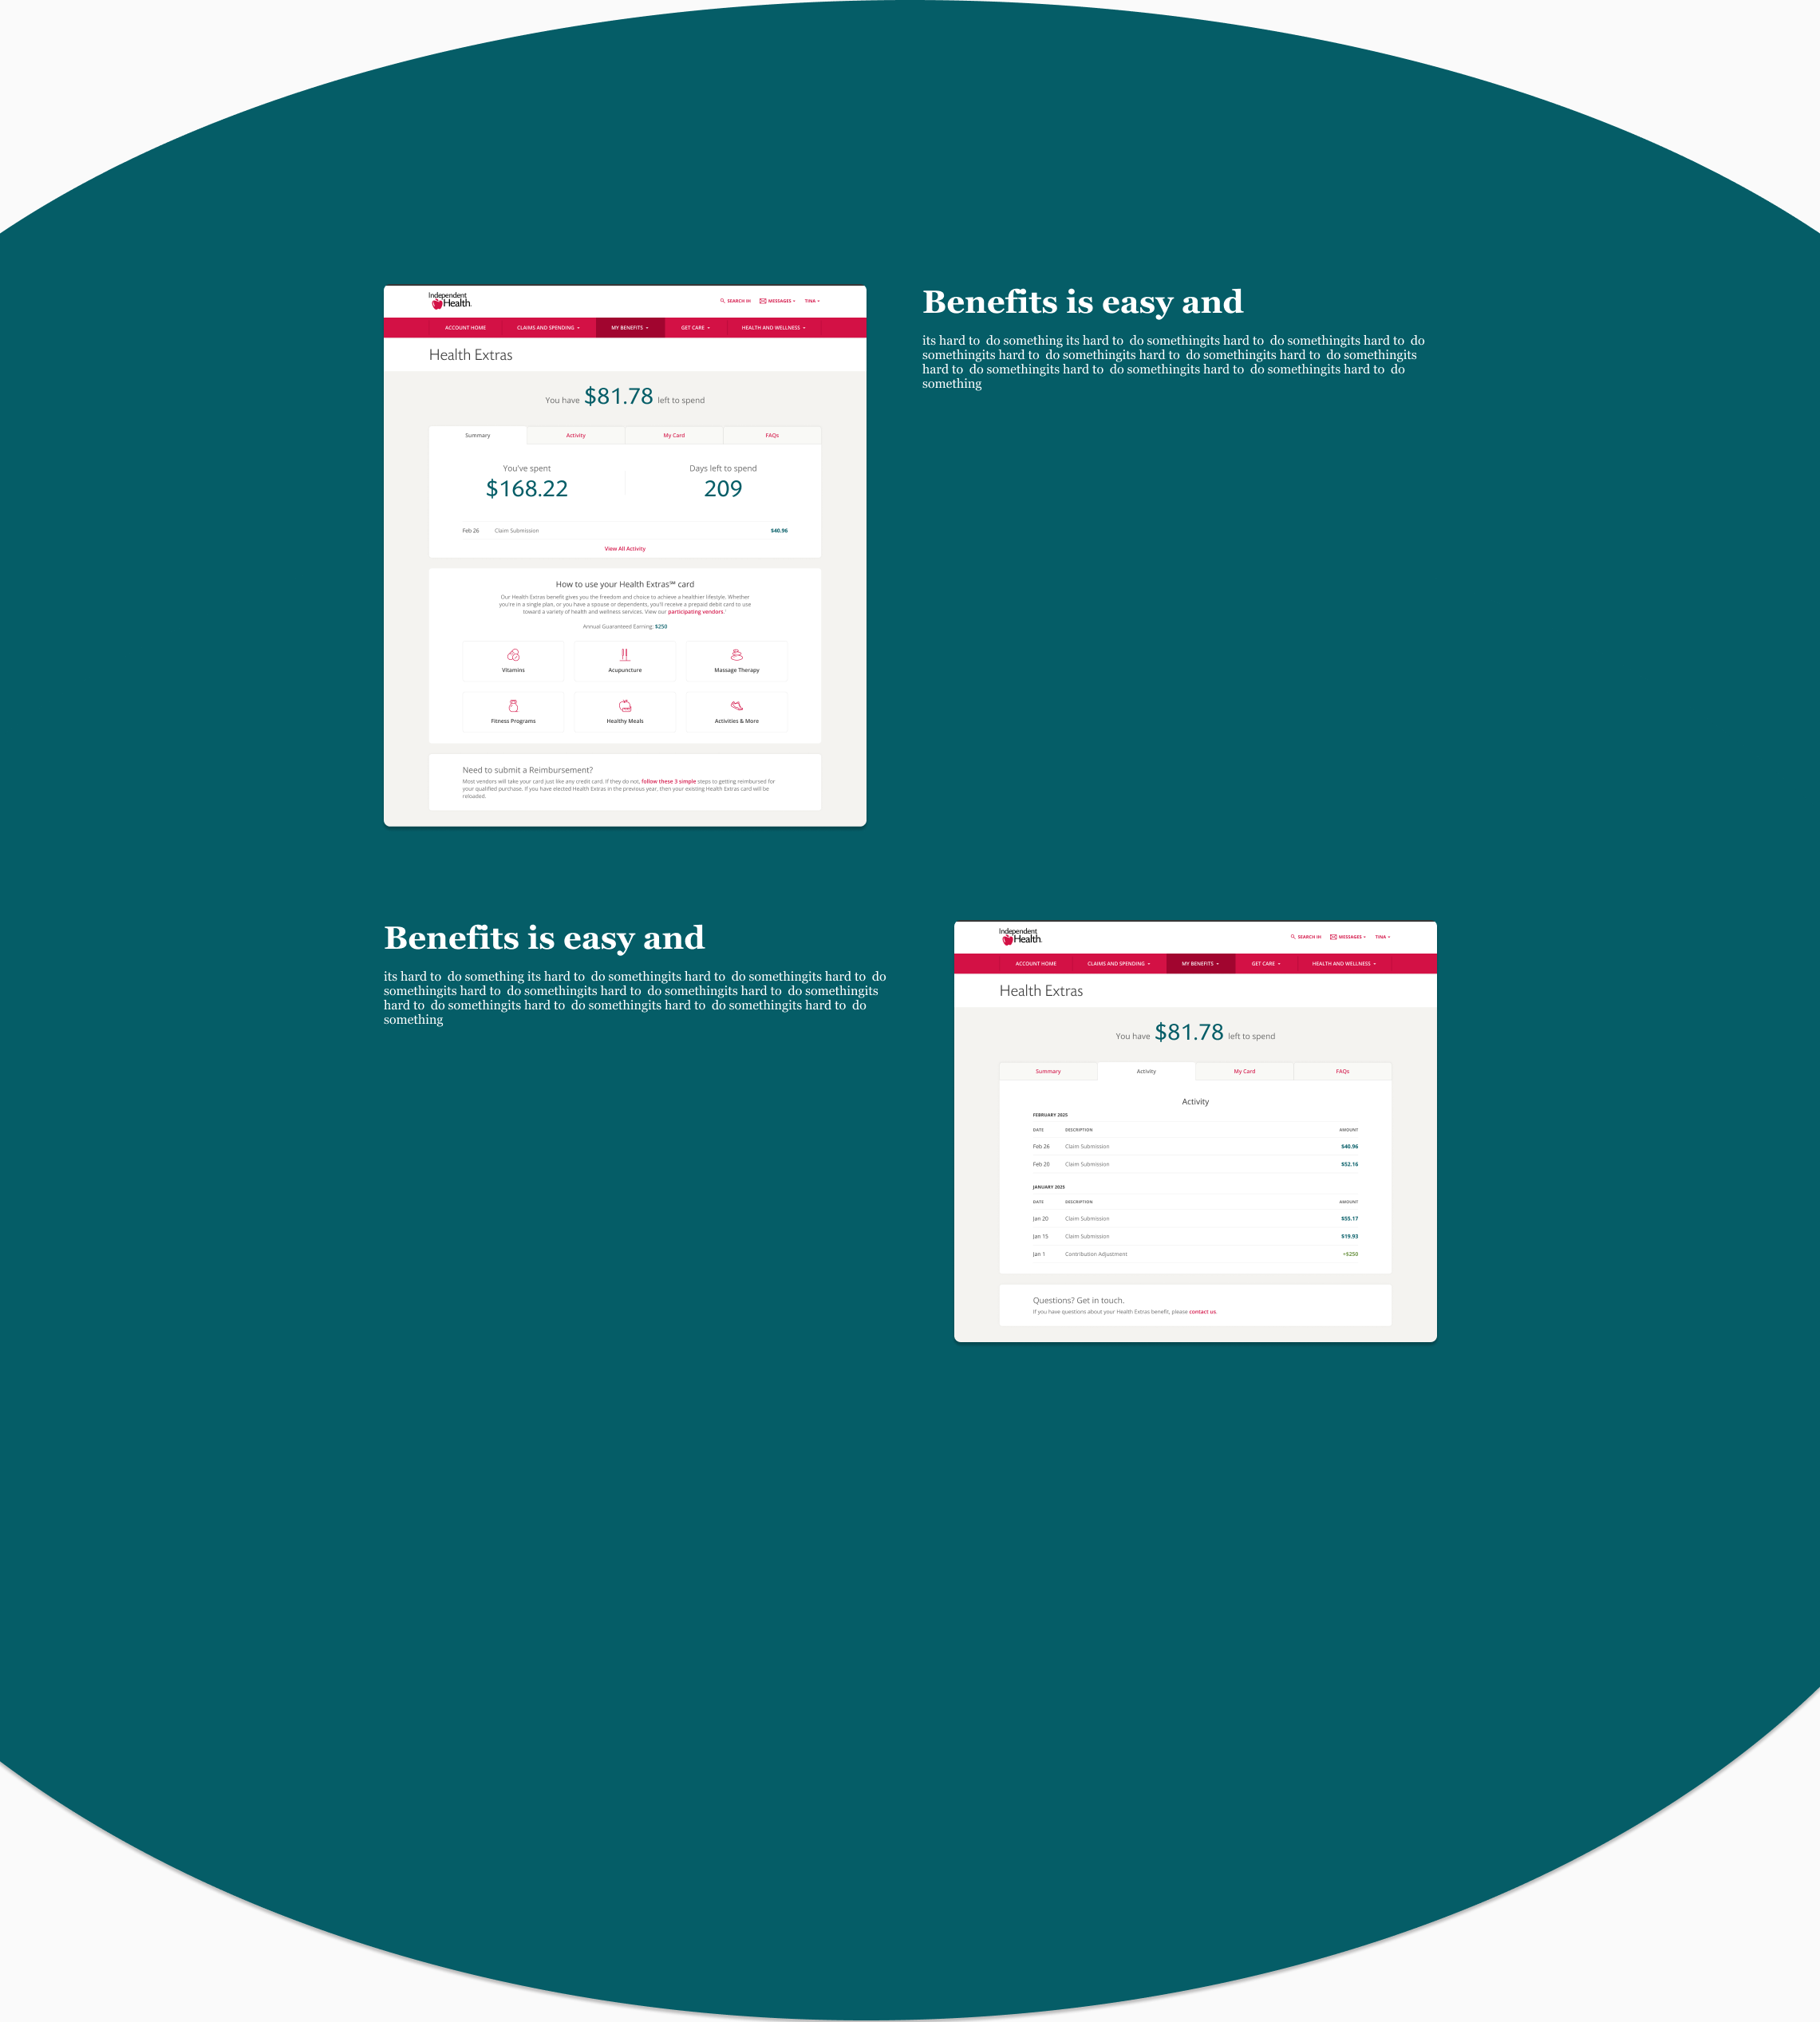 Independent
Health.
SEARCH IH
MESSAGES
TINA
ACCOUNT HOME
CLAIMS AND SPENDING
MY BENEFITS
GET CARE
HEALTH AND WELLNESS
Health Extras
You have $81.78 left to spend
Summary
Activity
My Card
FAQs
You've spent
$168.22
Days left to spend
209
Feb 26 Claim Submission $40.96
View All Activity
How to use your Health Extras℠ card
Our Health Extras benefit gives you the freedom and choice to achieve a healthier lifestyle. Whether
you're in a single plan, or you have a spouse or dependents, you'll receive a prepaid debit card to use
toward a variety of health and wellness services. View our participating vendors.
Annual Guaranteed Earning: $250
Vitamins
Acupuncture
Massage Therapy
Fitness Programs
Healthy Meals
Activities & More
Need to submit a Reimbursement?
Most vendors will take your card just like any credit card. If they do not, follow these 3 simple steps to getting reimbursed for
your qualified purchase. If you have elected Health Extras in the previous year, then your existing Health Extras card will be
reloaded.
Benefits is easy and
its hard to  do something its hard to  do somethingits hard to  do somethingits hard to  do
somethingits hard to  do somethingits hard to  do somethingits hard to  do somethingits
hard to  do somethingits hard to  do somethingits hard to  do somethingits hard to  do
something
Benefits is easy and
its hard to  do something its hard to  do somethingits hard to  do somethingits hard to  do
somethingits hard to  do somethingits hard to  do somethingits hard to  do somethingits
hard to  do somethingits hard to  do somethingits hard to  do somethingits hard to  do
something
Independent
Health.
SEARCH IH
MESSAGES
TINA
ACCOUNT HOME
CLAIMS AND SPENDING
MY BENEFITS
GET CARE
HEALTH AND WELLNESS
Health Extras
You have $81.78 left to spend
Summary
Activity
My Card
FAQs
Activity
FEBRUARY 2025
DATE DESCRIPTION AMOUNT
Feb 26 Claim Submission $40.96
Feb 20 Claim Submission $52.16
JANUARY 2025
DATE DESCRIPTION AMOUNT
Jan 20 Claim Submission $55.17
Jan 15 Claim Submission $19.93
Jan 1 Contribution Adjustment +$250
Questions? Get in touch.
If you have questions about your Health Extras benefit, please contact us.